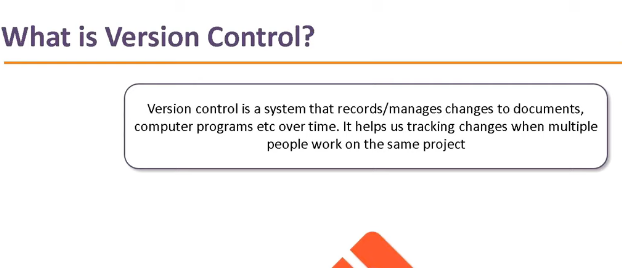 What is Version Control?
Version control is a system that records/manages changes to documents,
computer programs etc over time. It helps us tracking changes when multiple
people work on the same project